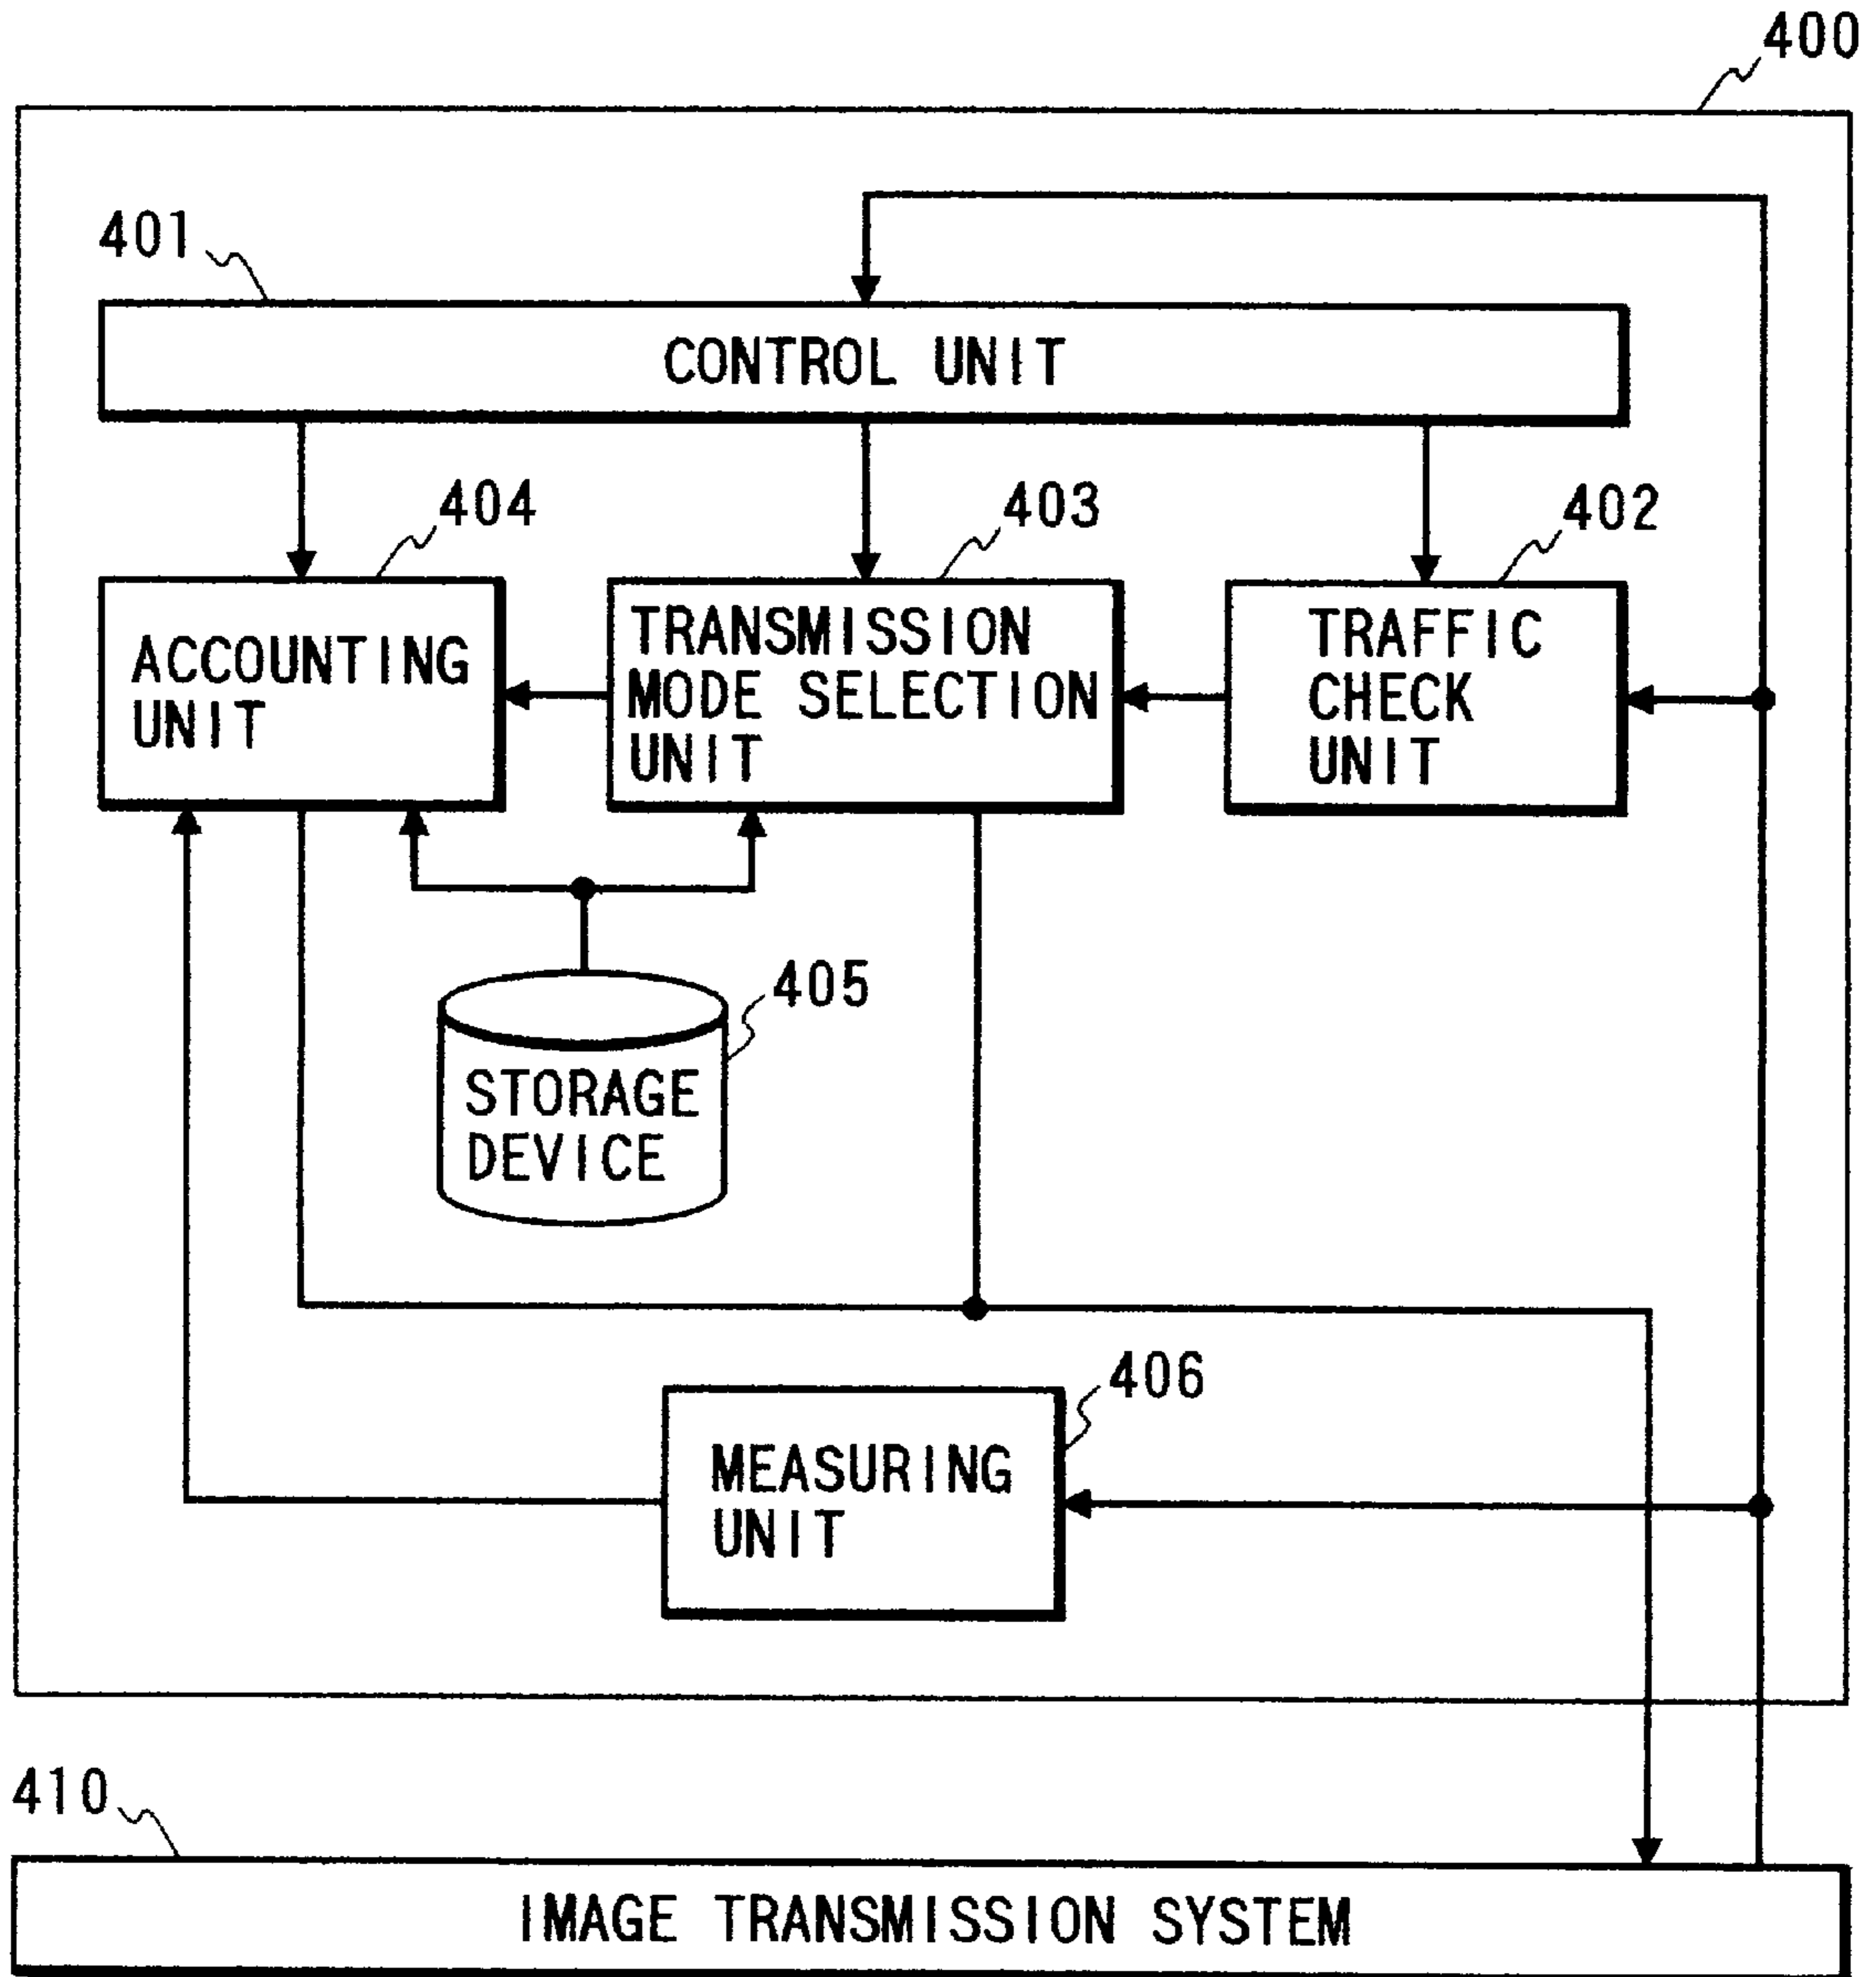 400
401
CONTROL UNIT
404
403
402
ACCOUNTING
UNIT
TRANSMISSION
MODE SELECTION
UNIT
TRAFFIC
CHECK
UNIT
405
STORAGE
DEVICE
406
MEASURING
UNIT
410
IMAGE TRANSMISSION SYSTEM